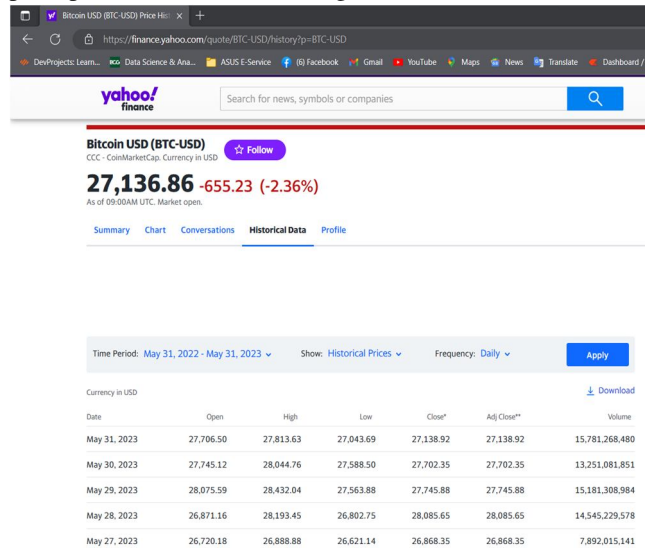 Bitcoin USD (BTC-USD) Price His
https://finance.yahoo.com/quote/BTC-USD/history?p=BTC-USD
DevProjects: Learn... BCG Data Science & Ana... ASUS E-Service (6) Facebook Gmail YouTube Maps News Translate Dashboard /
yahoo! finance
Search for news, symbols or companies
Bitcoin USD (BTC-USD)
Follow
CCC - CoinMarketCap. Currency in USD
27,136.86 -655.23 (-2.36%)
As of 09:00AM UTC. Market open.
Summary Chart Conversations Historical Data Profile
Time Period: May 31, 2022 - May 31, 2023 Show: Historical Prices Frequency: Daily Apply
Currency in USD Download
Date Open High Low Close* Adj Close** Volume
May 31, 2023 27,706.50 27,813.63 27,043.69 27,138.92 27,138.92 15,781,268,480
May 30, 2023 27,745.12 28,044.76 27,588.50 27,702.35 27,702.35 13,251,081,851
May 29, 2023 28,075.59 28,432.04 27,563.88 27,745.88 27,745.88 15,181,308,984
May 28, 2023 26,871.16 28,193.45 26,802.75 28,085.65 28,085.65 14,545,229,578
May 27, 2023 26,720.18 26,888.88 26,621.14 26,868.35 26,868.35 7,892,015,141